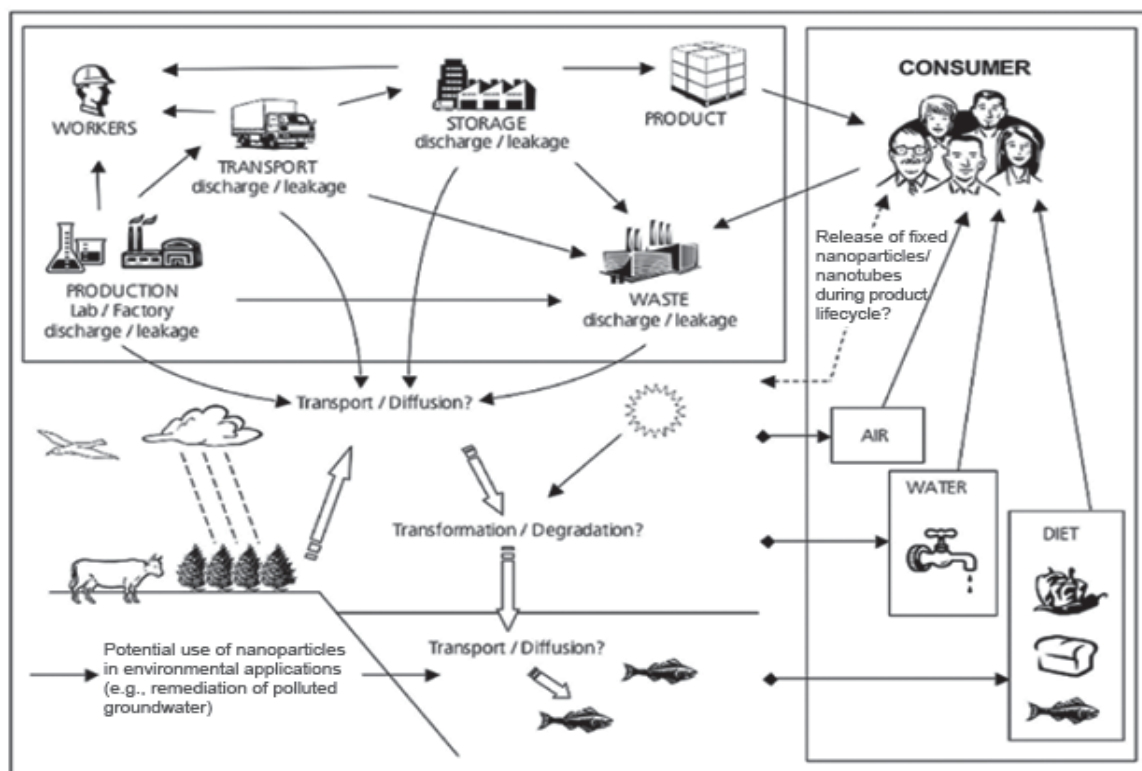 WORKERS
TRANSPORT
discharge / leakage
STORAGE
discharge / leakage
PRODUCT
PRODUCTION
Lab / Factory
discharge / leakage
WASTE
discharge / leakage
CONSUMER
Release of fixed
nanoparticles/
nanotubes
during product
lifecycle?
Transport / Diffusion?
Transformation / Degradation?
Potential use of nanoparticles
in environmental applications
(e.g., remediation of polluted
groundwater)
Transport / Diffusion?
AIR
WATER
DIET